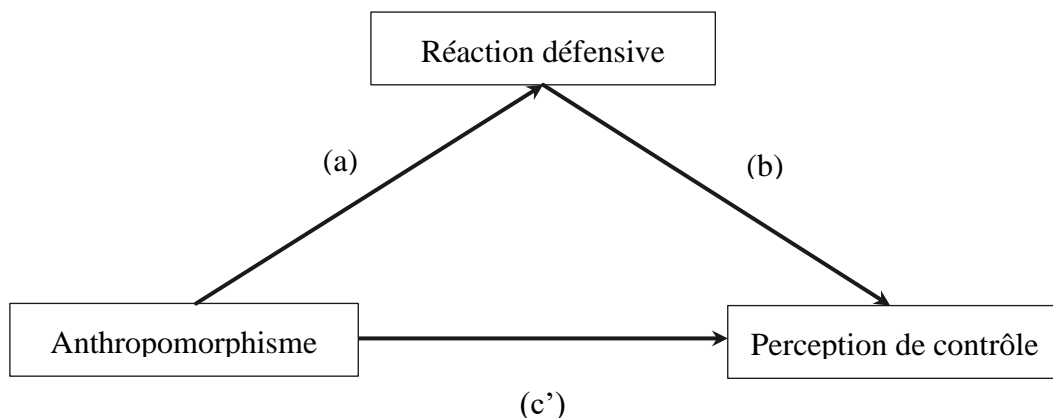 Réaction défensive
(a)
(b)
Anthropomorphisme
Perception de contrôle
(c’)